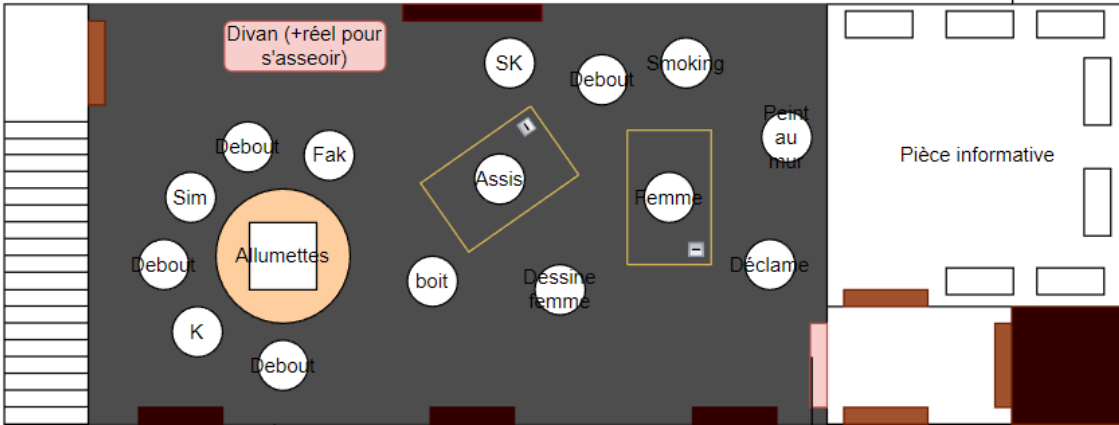 Divan (+réel pour
s'asseoir)
SK
Debout
Smoking
Peint
au
mur
Pièce informative
Debout
Fak
Assis
Femme
Sim
Allumettes
Debout
boit
Dessine
femme
Déclame
K
Debout